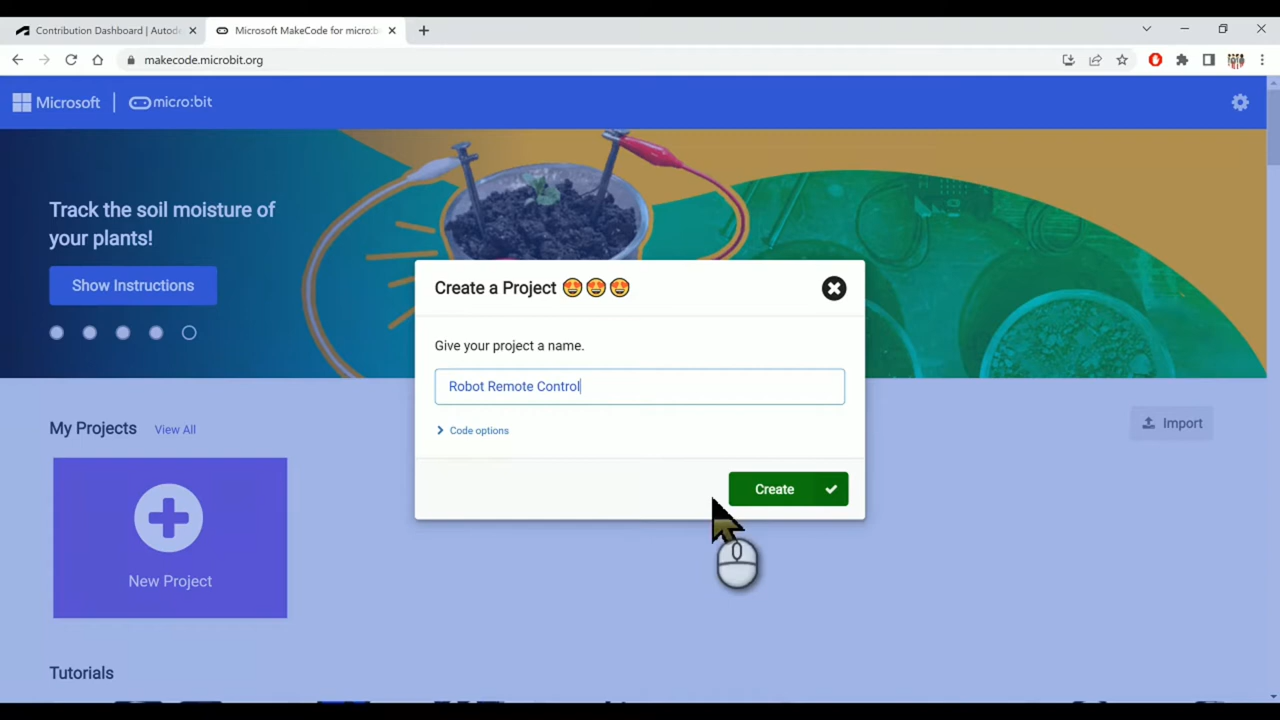 Contribution Dashboard | Autod
Microsoft MakeCode for micro:bi
makecode.microbit.org
Microsoft | micro:bit
Track the soil moisture of
your plants!
Show Instructions
Create a Project 🤩🤩🤩
Give your project a name.
Robot Remote Control
Code options
Create
My Projects View All
Import
New Project
Tutorials